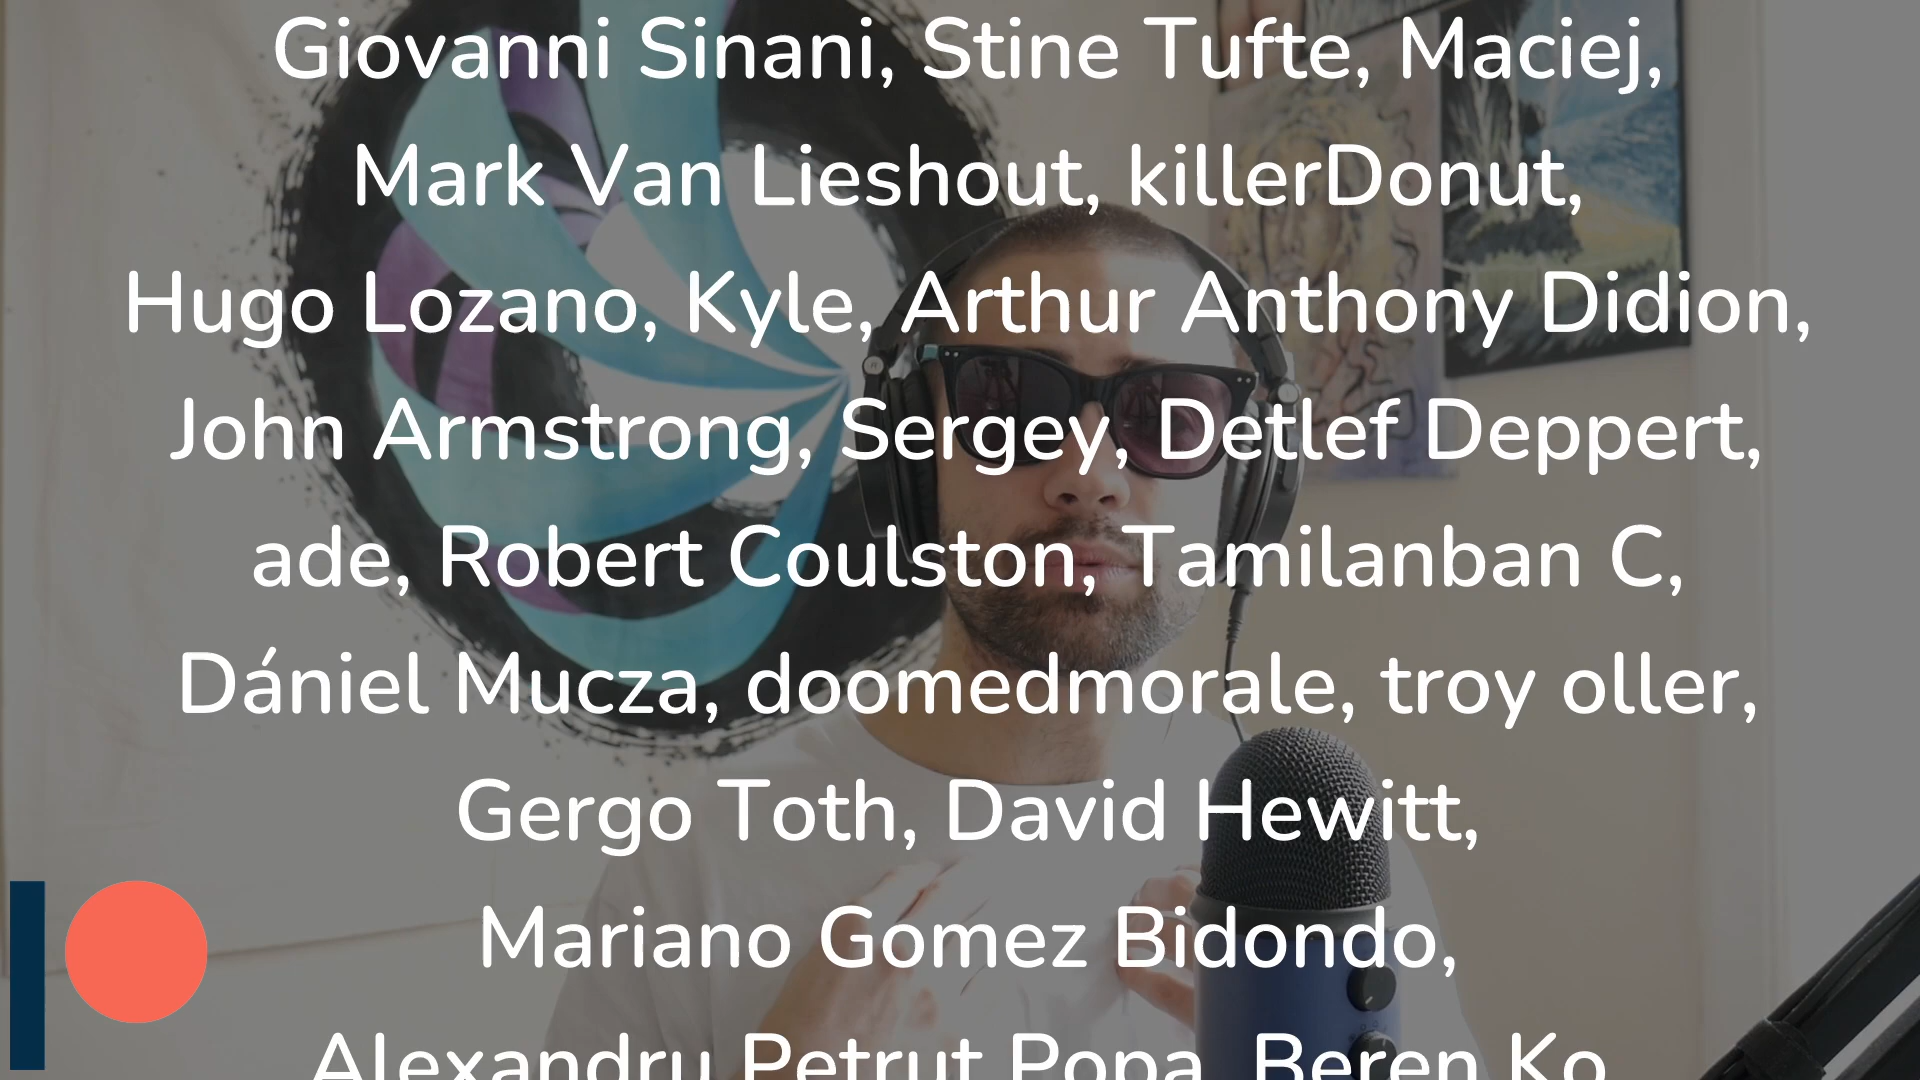 Giovanni Sinani, Stine Tufte, Maciej,
Mark Van Lieshout, killerDonut,
Hugo Lozano, Kyle, Arthur Anthony Didion,
John Armstrong, Sergey, Detlef Deppert,
ade, Robert Coulston, Tamilanban C,
Dániel Mucza, doomedmorale, troy oller,
Gergo Toth, David Hewitt,
Mariano Gomez Bidondo,
Alexandru Petrut Popa, Beren Ko